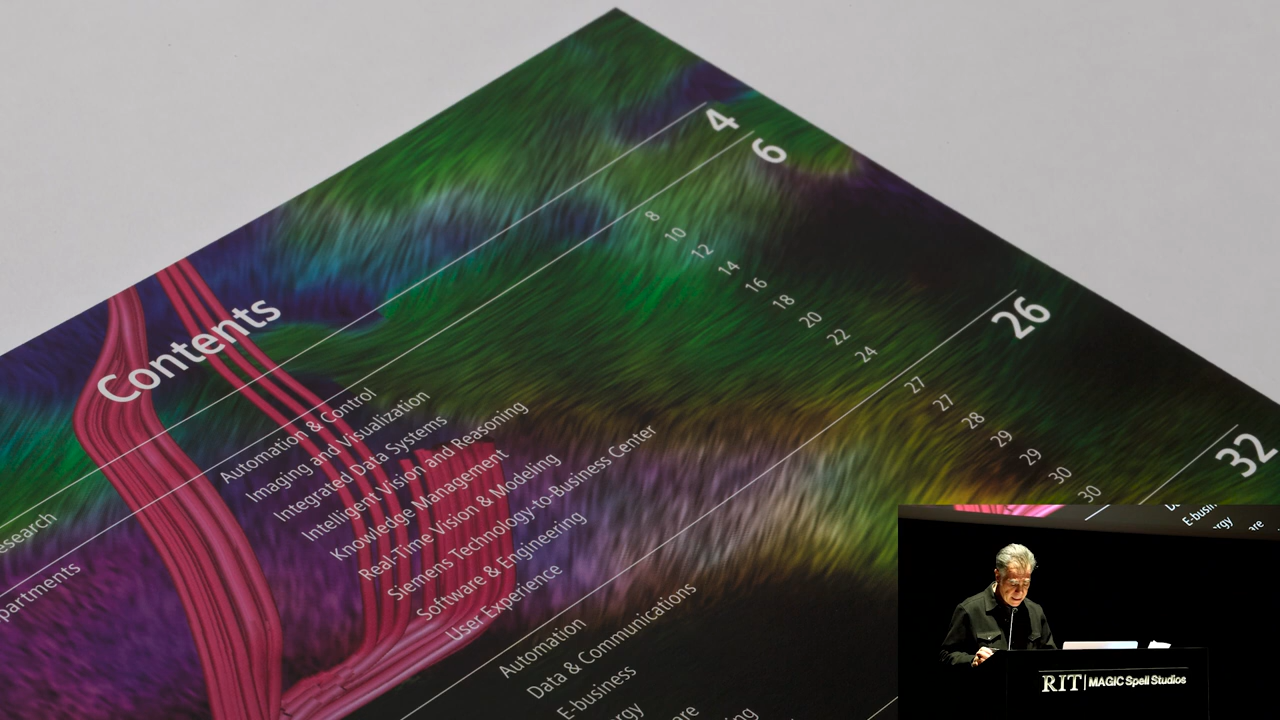 Contents
4
6
Automation & Control 8
Imaging and Visualization 10
Integrated Data Systems 12
Intelligent Vision and Reasoning 14
Knowledge Management 16
Real-Time Vision & Modeling 18
Siemens Technology-to-Business Center 20
Software & Engineering 22
User Experience 24
26
Automation 27
Data & Communications 27
E-business 28
29
29
30
30
32
RIT | MAGIC Spell Studios